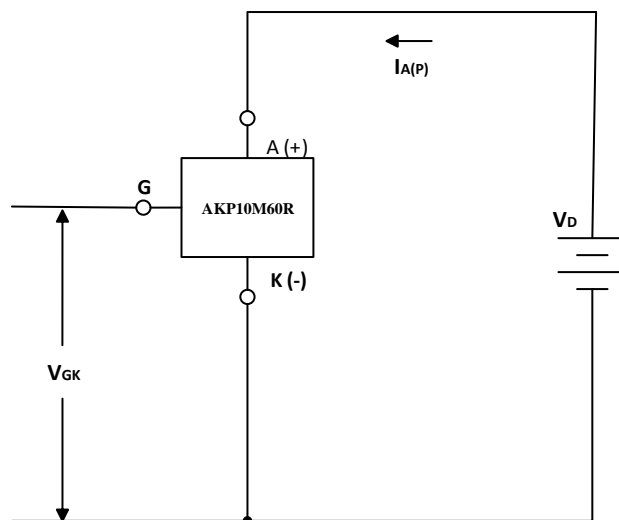 IA(P)
A (+)
G
AKP10M60R
VD
K (-)
VGK